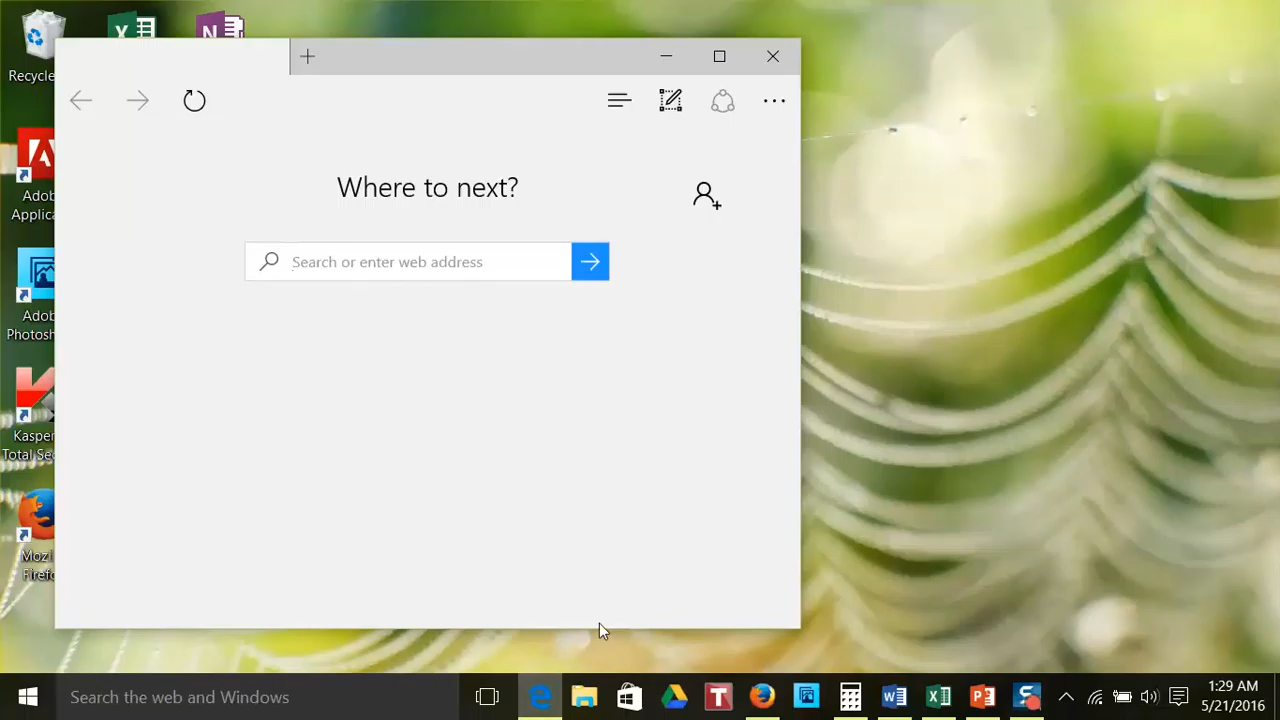 Recycle
Where to next?
Search or enter web address
Adob
Applica
Adob
Photosh
Kaspe
Total Sec
Mozi
Firefo
Search the web and Windows
1:29 AM
5/21/2016